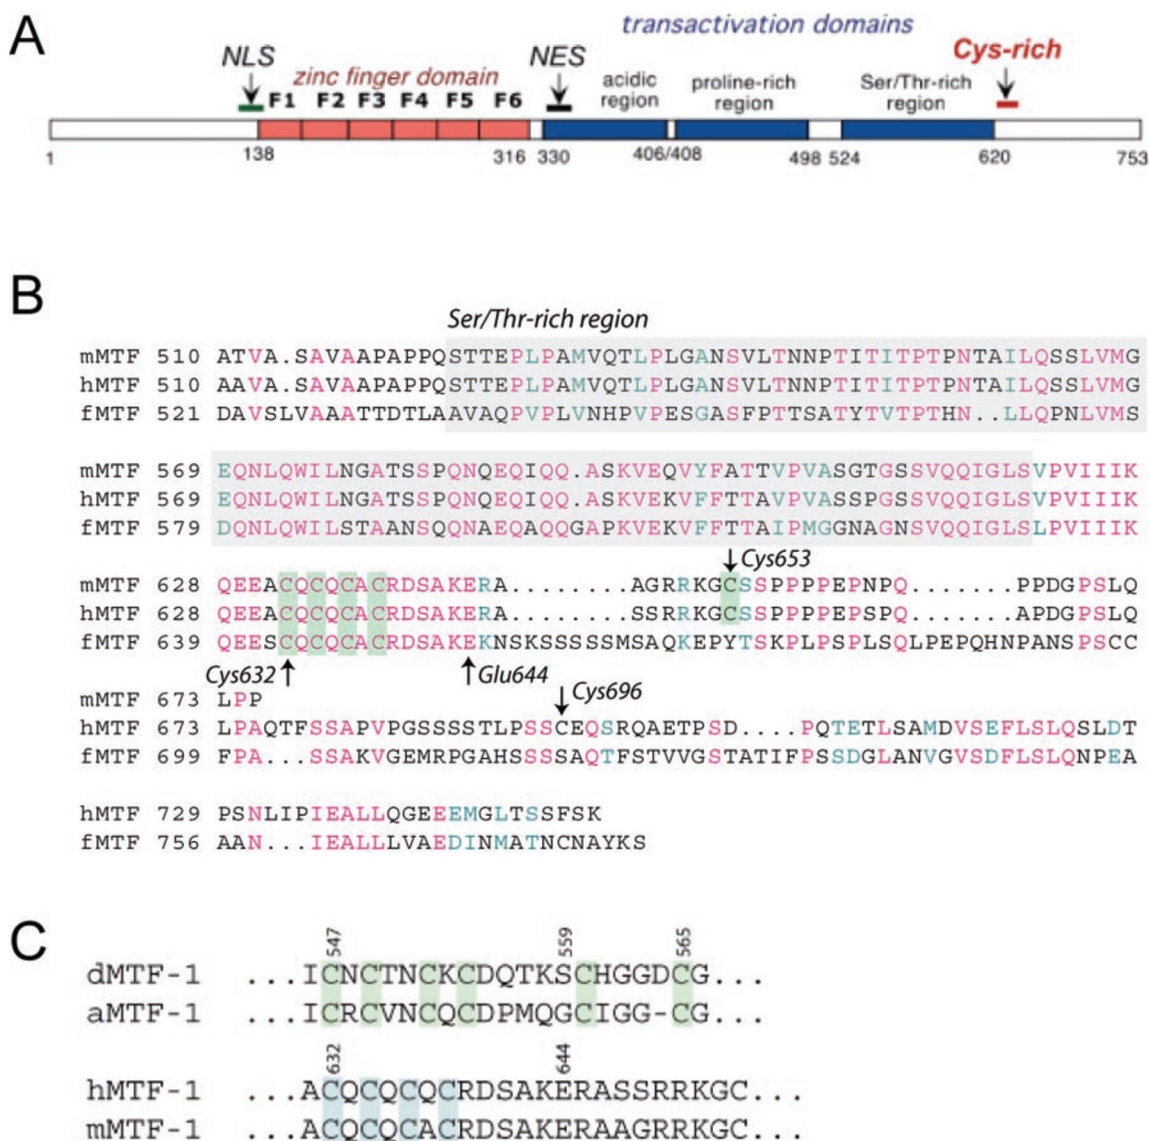 A
transactivation domains
NLS
NES
Cys-rich
zinc finger domain
acidic region
proline-rich region
Ser/Thr-rich region
F1 F2 F3 F4 F5 F6
1 138 316 330 406/408 498 524 620 753
B
Ser/Thr-rich region
mMTF 510 ATVA.SAVAAPAPPQSTTEPLPAMVQTLPLGANSVLTNNPTITITPTPNTAILQSSLVMG
hMTF 510 AAVA.SAVAAPAPPQSTTEPLPAMVQTLPLGANSVLTNNPTITITPTPNTAILQSSLVMG
fMTF 521 DAVSLVAAATTDTLAAVAQPVPLVNHPVPESGASFPTTSATYTVTPTHN..LLQPNLVMS
mMTF 569 EQNLQWILNGATSSPQNQEQIQQ.ASKVEQVYFATTVPVASGTGSSVQQIGLSVPVIIIK
hMTF 569 EQNLQWILNGATSSPQNQEQIQQ.ASKVEKVFFTTAVPVASSPGSSVQQIGLSVPVIIIK
fMTF 579 DQNLQWILSTAANSQQNAEQAQQGAPKVEKVFFTTAIPMGGNAGNSVQQIGLSLPVIIIK
Cys653
mMTF 628 QEEACQCQCACRDSAKERA........AGRRKGCSSPPPPEPNPQ.......PPDGPSLQ
hMTF 628 QEEACQCQCACRDSAKERA........SSRRKGCSSPPPPEPSPQ.......APDGPSLQ
fMTF 639 QEESCQCQCACRDSAKEKNSKSSSSSMSAQKEPYTSKPLPSPLSQLPEPQHNPANSPSCC
Cys632
Glu644
Cys696
mMTF 673 LPP
hMTF 673 LPAQTFSSAPVPGSSSSTLPSSCEQSRQAETPSD....PQTETLSAMDVSEFLSLQSLDT
fMTF 699 FPA...SSAKVGEMRPGAHSSSSAQTFSTVVGSTATIFPSSDGLANVGVSDFLSLQNPEA
hMTF 729 PSNLIPIEALLQGEEEMGLTSSFSK
fMTF 756 AAN...IEALLLVAEDINMATNCNAYKS
C
547 559 565
dMTF-1 ...ICNCTNCKCDQTKSCHGGDCG...
aMTF-1 ...ICRCVNCQCDPMQGCIGG-CG...
632 644
hMTF-1 ...ACQCQCQCRDSAKERASSRRKGC...
mMTF-1 ...ACQCQCACRDSAKERAAGRRKGC...